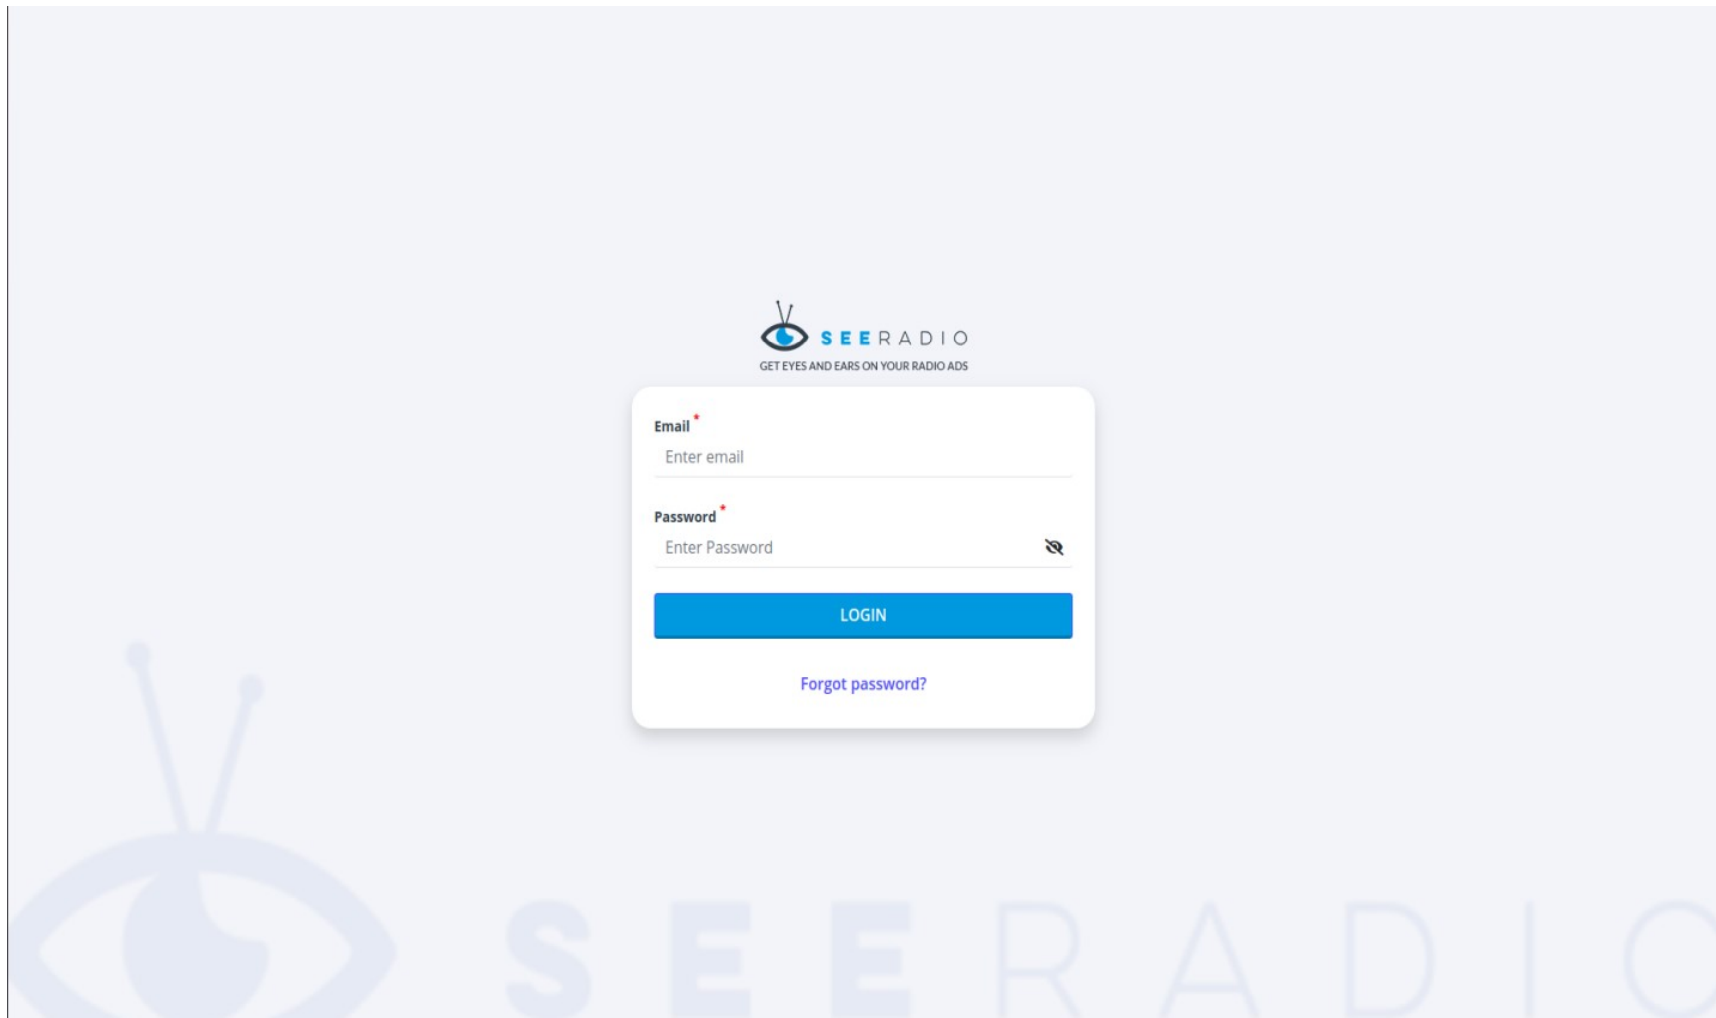 SEERADIO
GET EYES AND EARS ON YOUR RADIO ADS
Email *
Enter email
Password *
Enter Password
LOGIN
Forgot password?
SEERADIO